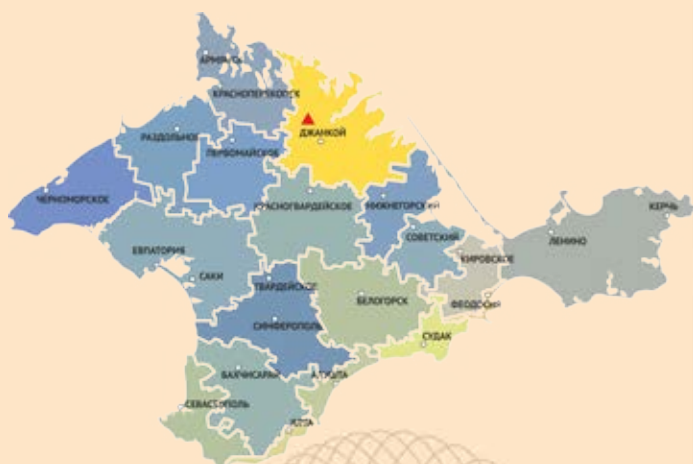 АРМЯНСК
КРАСНОПЕРЕКОПСК
ДЖАНКОЙ
РАЗДОЛЬНОЕ
ПЕРВОМАЙСКОЕ
ЧЕРНОМОРСКОЕ
КРАСНОГВАРДЕЙСКОЕ
НИЖНЕГОРСКИЙ
КЕРЧЬ
СОВЕТСКИЙ
ЛЕНИНО
ЕВПАТОРИЯ
КИРОВСКОЕ
САКИ
ГВАРДЕЙСКОЕ
БЕЛОГОРСК
ФЕОДОСИЯ
СИМФЕРОПОЛЬ
СУДАК
БАХЧИСАРАЙ
АЛУШТА
СЕВАСТОПОЛЬ
ЯЛТА